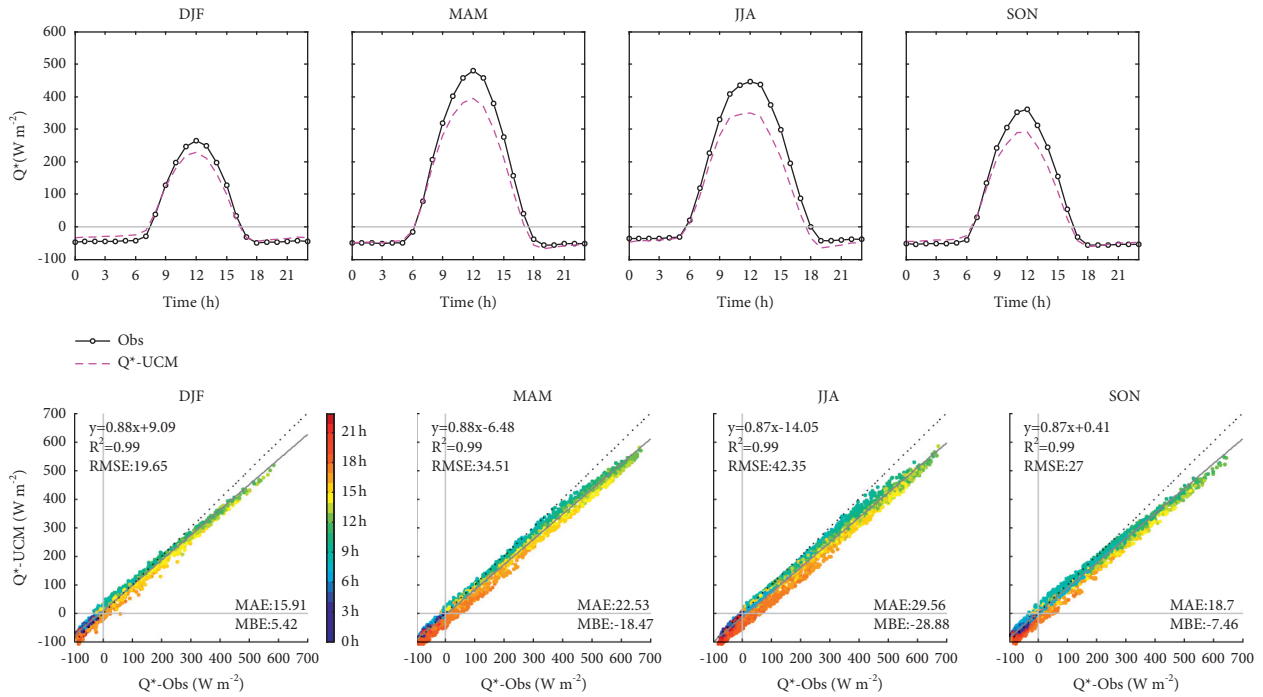 DJF
MAM
JJA
SON
600
500
400
300
200
100
0
-100
Q*(W m-2)
0 3 6 9 12 15 18 21
0 3 6 9 12 15 18 21
0 3 6 9 12 15 18 21
0 3 6 9 12 15 18 21
Time (h)
Time (h)
Time (h)
Time (h)
Obs
Q*-UCM
DJF
MAM
JJA
SON
700
600
500
400
300
200
100
0
-100
Q*-UCM (W m-2)
y=0.88x+9.09
R2=0.99
RMSE:19.65
MAE:15.91
MBE:5.42
21h
18h
15h
12h
9h
6h
3h
0h
y=0.88x-6.48
R2=0.99
RMSE:34.51
MAE:22.53
MBE:-18.47
y=0.87x-14.05
R2=0.99
RMSE:42.35
MAE:29.56
MBE:-28.88
y=0.87x+0.41
R2=0.99
RMSE:27
MAE:18.7
MBE:-7.46
-100 0 100 200 300 400 500 600 700
-100 0 100 200 300 400 500 600 700
-100 0 100 200 300 400 500 600 700
-100 0 100 200 300 400 500 600 700
Q*-Obs (W m-2)
Q*-Obs (W m-2)
Q*-Obs (W m-2)
Q*-Obs (W m-2)